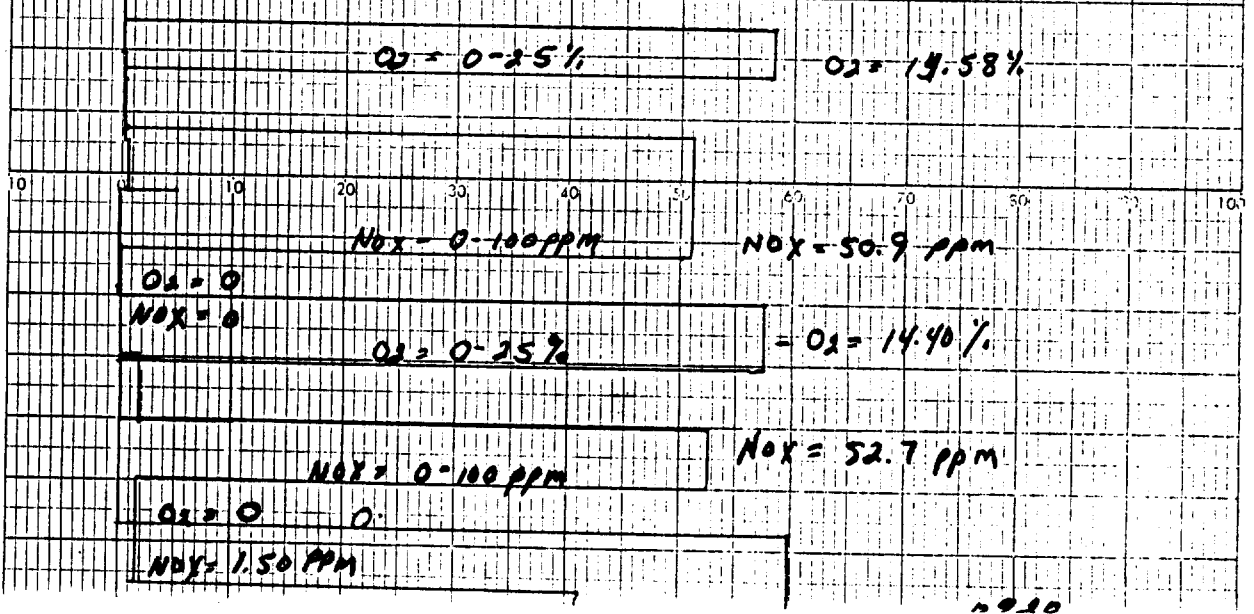 O2 = 0-25% O2 = 14.58%
10 0 10 20 30 40 50 60 70 80 100
NOX - 0-100 PPM NOX = 50.9 ppm
O2 = 0
NOX = 0
O2 = 0-25% = O2 = 14.40 %
NOX = 52.7 ppm
NOX = 0-100 ppm
O2 = 0 0.
NOX = 1.50 PPM